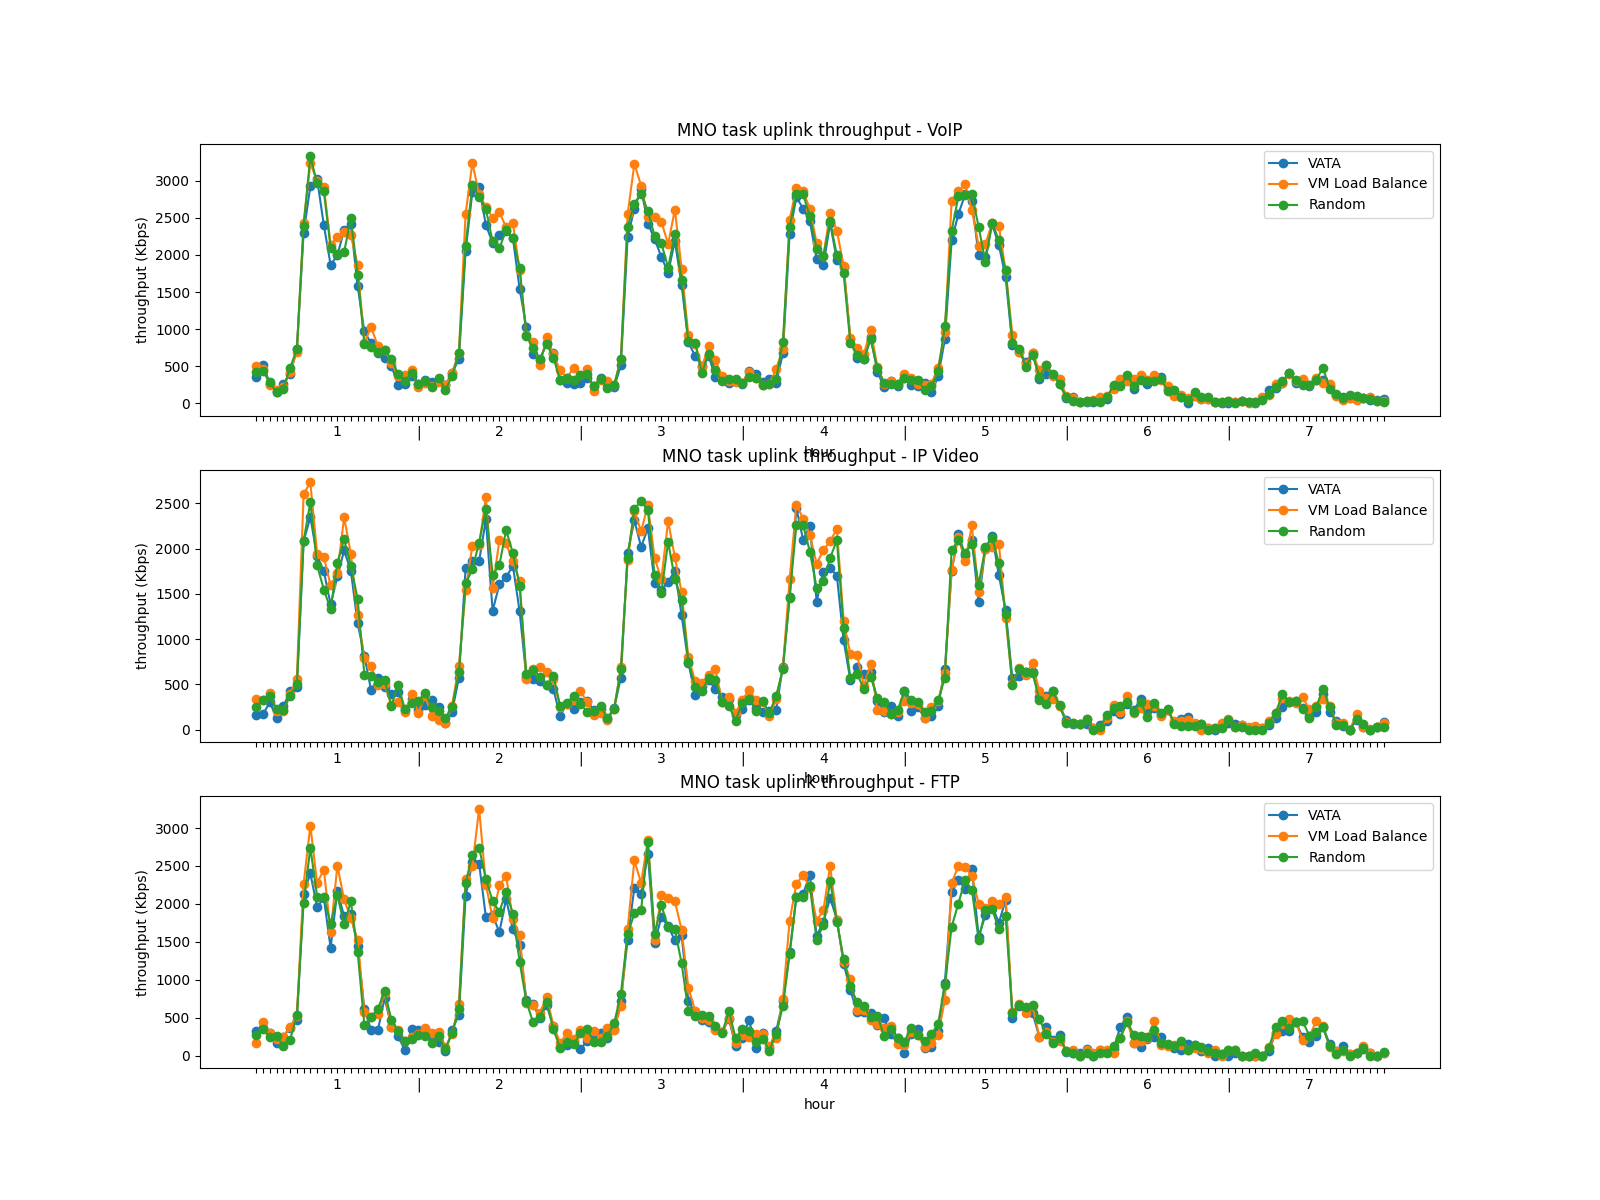 MNO task uplink throughput - VoIP
throughput (Kbps)
3000
2500
2000
1500
1000
500
0
VATA
VM Load Balance
Random
1 | 2 | 3 | 4 | 5 | 6 | 7
hour
MNO task uplink throughput - IP Video
throughput (Kbps)
2500
2000
1500
1000
500
0
VATA
VM Load Balance
Random
1 | 2 | 3 | 4 | 5 | 6 | 7
hour
MNO task uplink throughput - FTP
throughput (Kbps)
3000
2500
2000
1500
1000
500
0
VATA
VM Load Balance
Random
1 | 2 | 3 | 4 | 5 | 6 | 7
hour